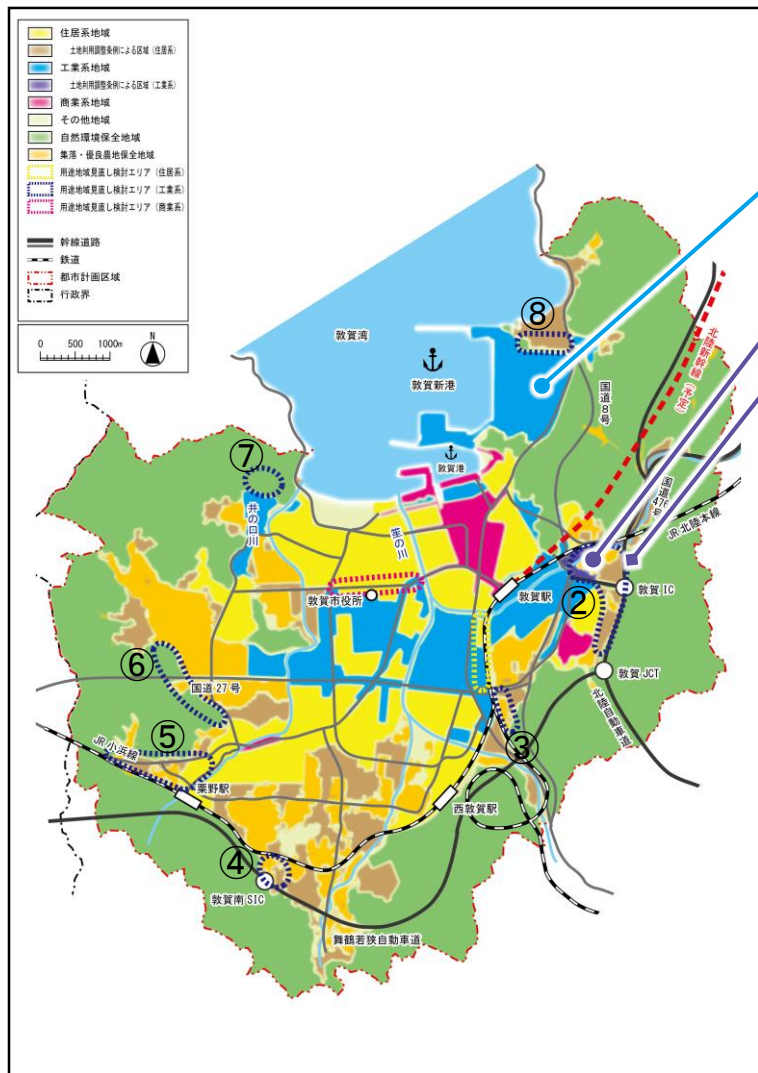 住居系地域
土地利用調整条例による区域（住居系）
工業系地域
土地利用調整条例による区域（工業系）
商業系地域
その他地域
自然環境保全地域
集落・優良農地保全地域
用途地域見直し検討エリア（住居系）
用途地域見直し検討エリア（工業系）
用途地域見直し検討エリア（商業系）
幹線道路
鉄道
都市計画区域
行政界
0 500 1000m
N
⑧
敦賀湾
敦賀新港
北陸新幹線（予定）
国道8号
敦賀港
⑦
国道476号
JR北陸本線
井の口川
笙の川
敦賀市役所
敦賀駅
②
敦賀IC
⑥
国道27号
敦賀JCT
北陸自動車道
⑤
JR小浜線
粟野駅
③
西敦賀駅
④
敦賀南SIC
舞鶴若狭自動車道